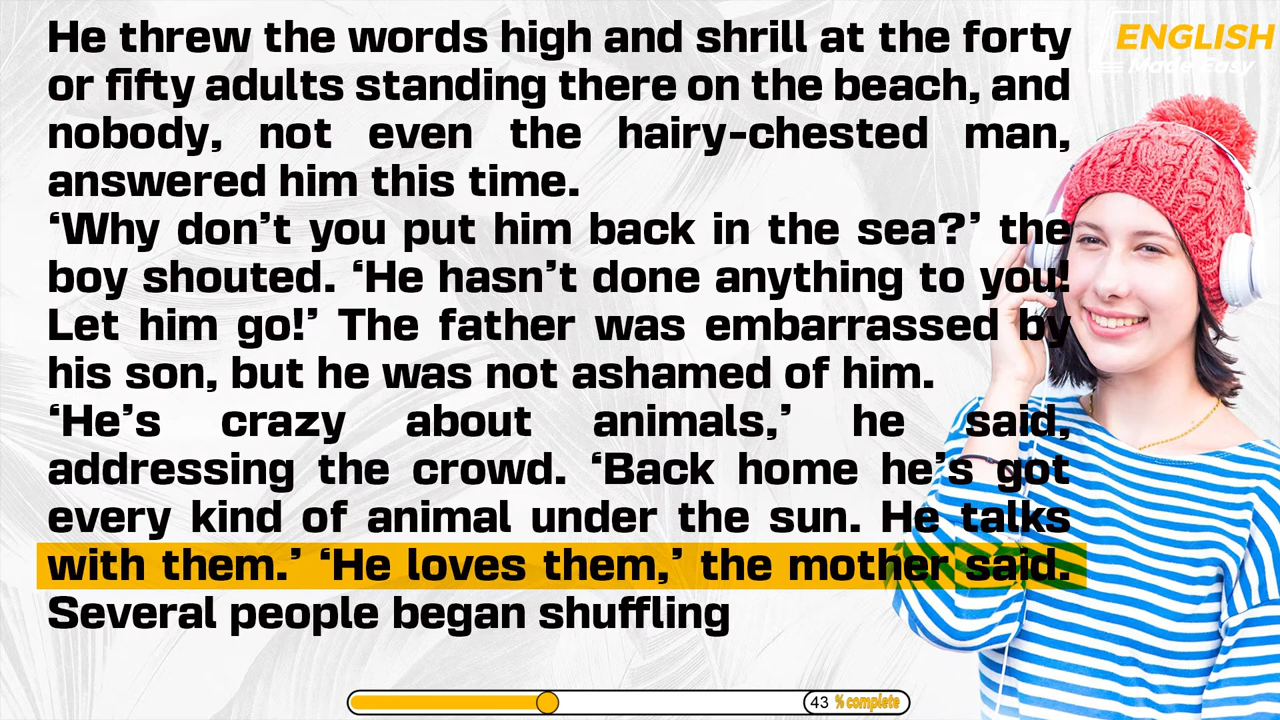 He threw the words high and shrill at the forty
or fifty adults standing there on the beach, and
nobody, not even the hairy-chested man,
answered him this time.
‘Why don’t you put him back in the sea?’ the
boy shouted. ‘He hasn’t done anything to you!
Let him go!’ The father was embarrassed by
his son, but he was not ashamed of him.
‘He’s crazy about animals,’ he said,
addressing the crowd. ‘Back home he’s got
every kind of animal under the sun. He talks
with them.’ ‘He loves them,’ the mother said.
Several people began shuffling
ENGLISH
Made Easy
43 % complete